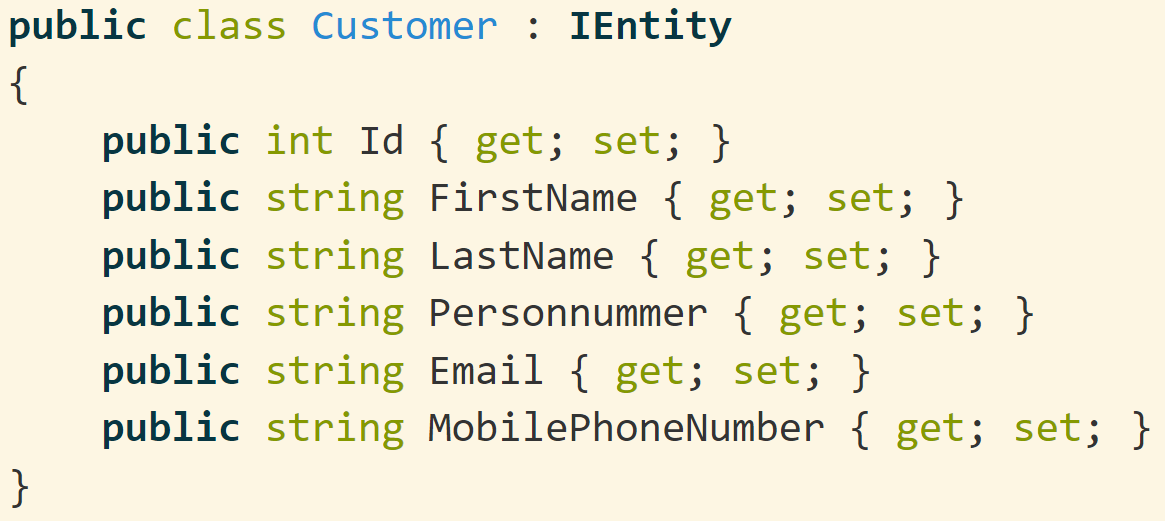 public class Customer : IEntity
{
    public int Id { get; set; }
    public string FirstName { get; set; }
    public string LastName { get; set; }
    public string Personnummer { get; set; }
    public string Email { get; set; }
    public string MobilePhoneNumber { get; set; }
}